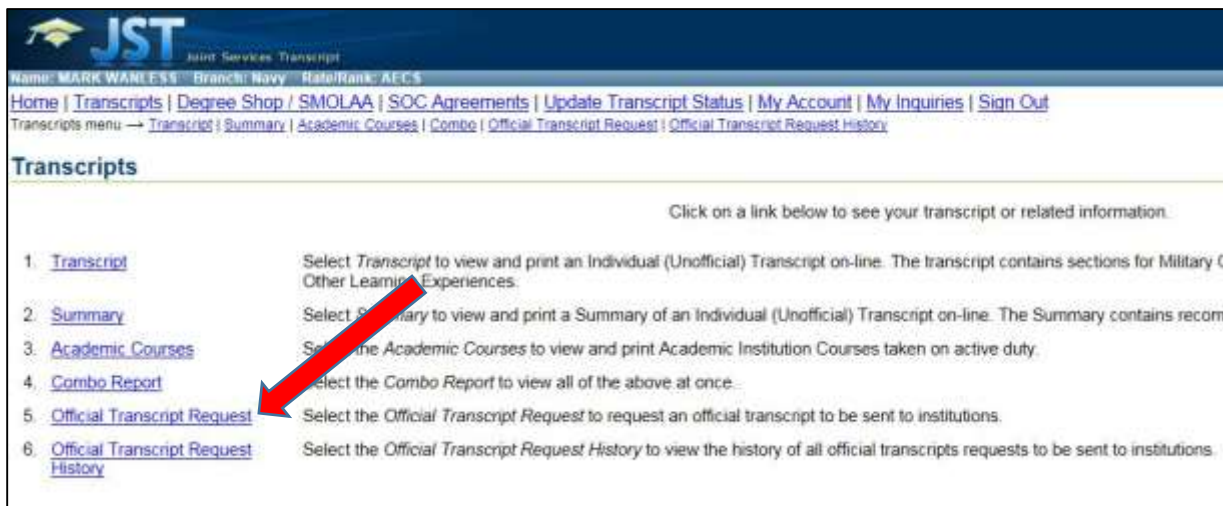 JST
Joint Services Transcript
Name: MARK WANLESS Branch: Navy Rate/Rank: AECS
Home | Transcripts | Degree Shop / SMOLAA | SOC Agreements | Update Transcript Status | My Account | My Inquiries | Sign Out
Transcripts menu → Transcript | Summary | Academic Courses | Combo | Official Transcript Request | Official Transcript Request History
Transcripts
Click on a link below to see your transcript or related information.
1. Transcript Select Transcript to view and print an Individual (Unofficial) Transcript on-line. The transcript contains sections for Military
Other Learning Experiences.
2. Summary Select to view and print a Summary of an Individual (Unofficial) Transcript on-line. The Summary contains recom
3. Academic Courses the Academic Courses to view and print Academic Institution Courses taken on active duty.
4. Combo Report Select the Combo Report to view all of the above at once.
5. Official Transcript Request Select the Official Transcript Request to request an official transcript to be sent to institutions.
6. Official Transcript Request Select the Official Transcript Request History to view the history of all official transcripts requests to be sent to institutions.
History